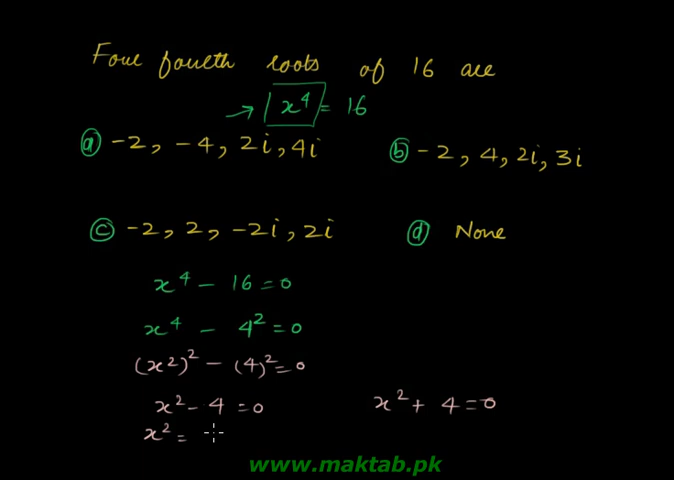 Four fourth roots of 16 are
→ x⁴ = 16
ⓐ -2, -4, 2i, 4i ⓑ -2, 4, 2i, 3i
ⓒ -2, 2, -2i, 2i ⓓ None
x⁴ - 16 = 0
x⁴ - 4² = 0
(x²)² - (4)² = 0
x² - 4 = 0 x² + 4 = 0
x² =
www.maktab.pk